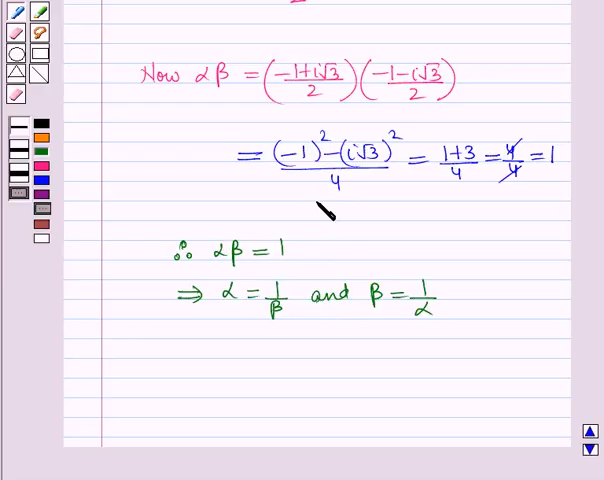 Now αβ = ((-1+i√3)/2)((-1-i√3)/2)
= ((-1)² - (i√3)²)/4 = (1+3)/4 = 4/4 = 1
∴ αβ = 1
⇒ α = 1/β and β = 1/α